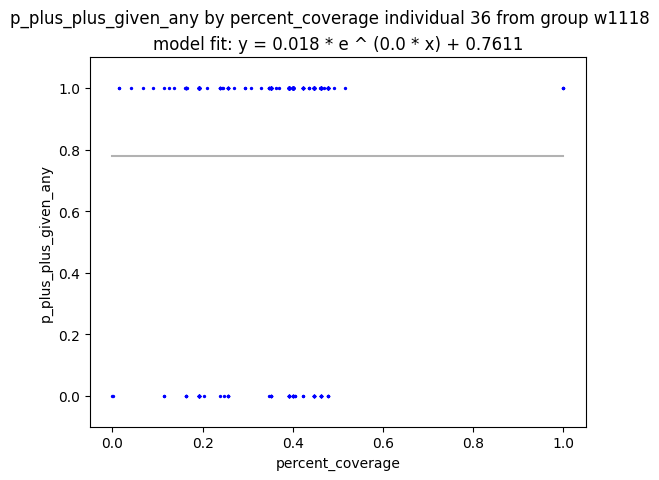 p_plus_plus_given_any by percent_coverage individual 36 from group w1118
model fit: y = 0.018 * e ^ (0.0 * x) + 0.7611
1.0
0.8
0.6
0.4
0.2
0.0
p_plus_plus_given_any
0.0 0.2 0.4 0.6 0.8 1.0
percent_coverage